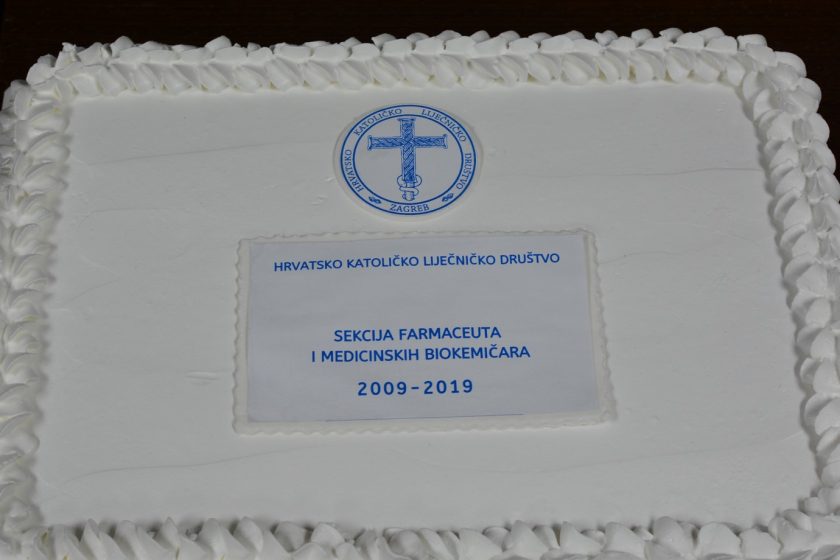 HRVATSKO KATOLIČKO LIJEČNIČKO DRUŠTVO
ZAGREB
HRVATSKO KATOLIČKO LIJEČNIČKO DRUŠTVO
SEKCIJA FARMACEUTA
I MEDICINSKIH BIOKEMIČARA
2009-2019